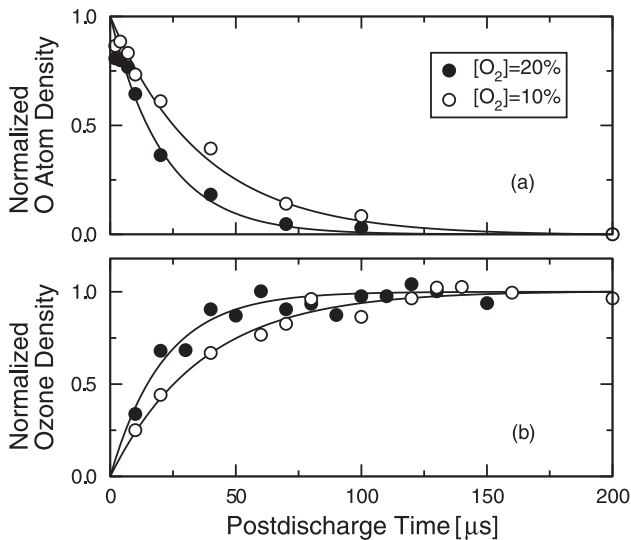 1.0
0.5
0.0
Normalized
O Atom Density
[O₂]=20%
[O₂]=10%
(a)
1.0
0.5
0.0
Normalized
Ozone Density
(b)
0 50 100 150 200
Postdischarge Time [μs]